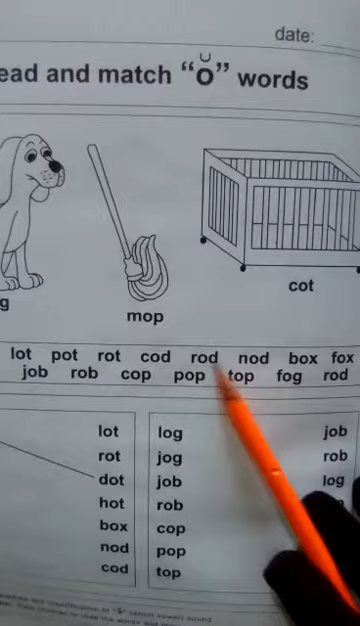 date:
ead and match “ŏ” words
g
mop
cot
lot pot rot cod rod nod box fox
job rob cop pop top fog rod
lot
rot
dot
hot
box
nod
cod
log
jog
job
rob
cop
pop
top
job
rob
log